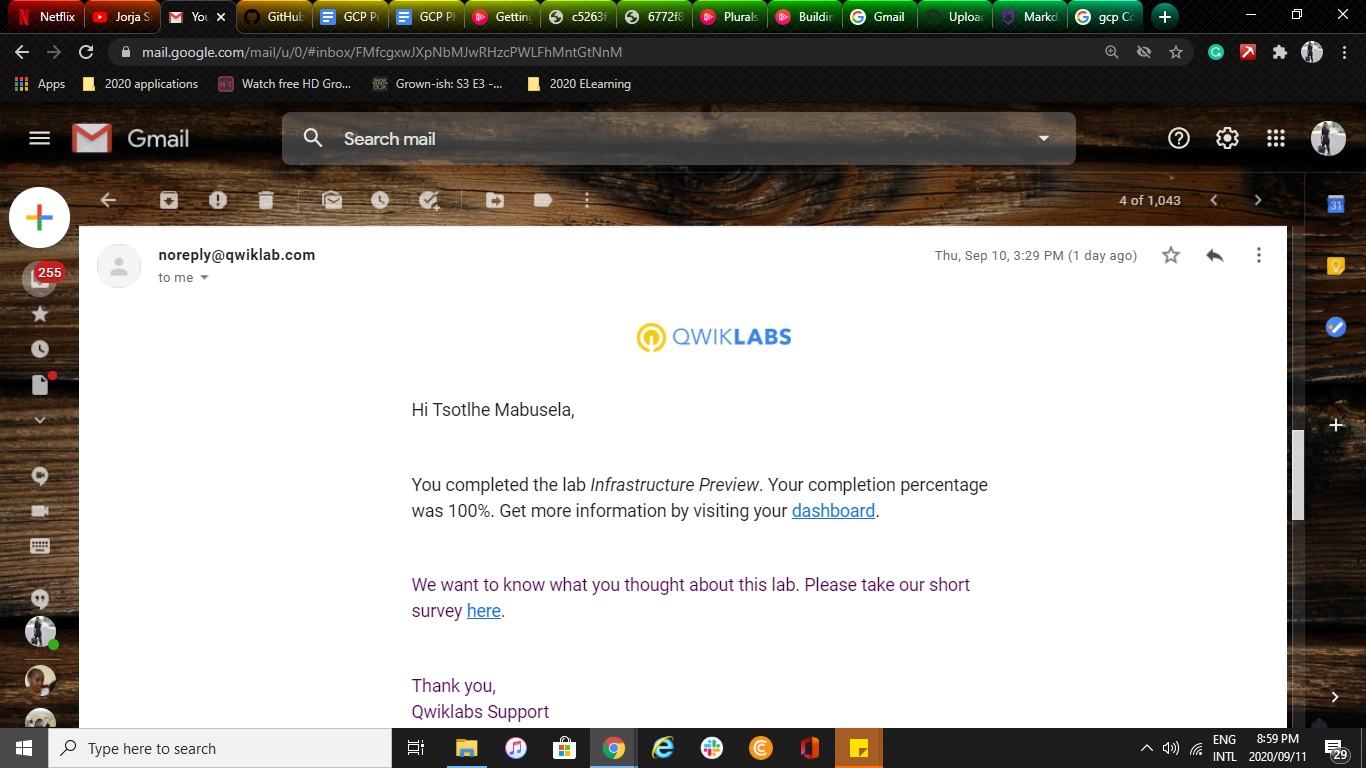 Netflix
Jorja S
You
GitHub
GCP P
GCP Pl
Getting
c5263f
6772f8
Plurals
Buildin
Gmail
Upload
Markd
gcp Co
mail.google.com/mail/u/0/#inbox/FMfcgxwJXpNbMJwRHzcPWLFhMntGtNnM
Apps
2020 applications
Watch free HD Gro...
Grown-ish: S3 E3 -...
2020 ELearning
Gmail
Search mail
4 of 1,043
31
255
noreply@qwiklab.com
Thu, Sep 10, 3:29 PM (1 day ago)
to me
QWIKLABS
Hi Tsotlhe Mabusela,
You completed the lab Infrastructure Preview. Your completion percentage
was 100%. Get more information by visiting your dashboard.
We want to know what you thought about this lab. Please take our short
survey here.
Thank you,
Qwiklabs Support
Type here to search
ENG
INTL
8:59 PM
2020/09/11
29